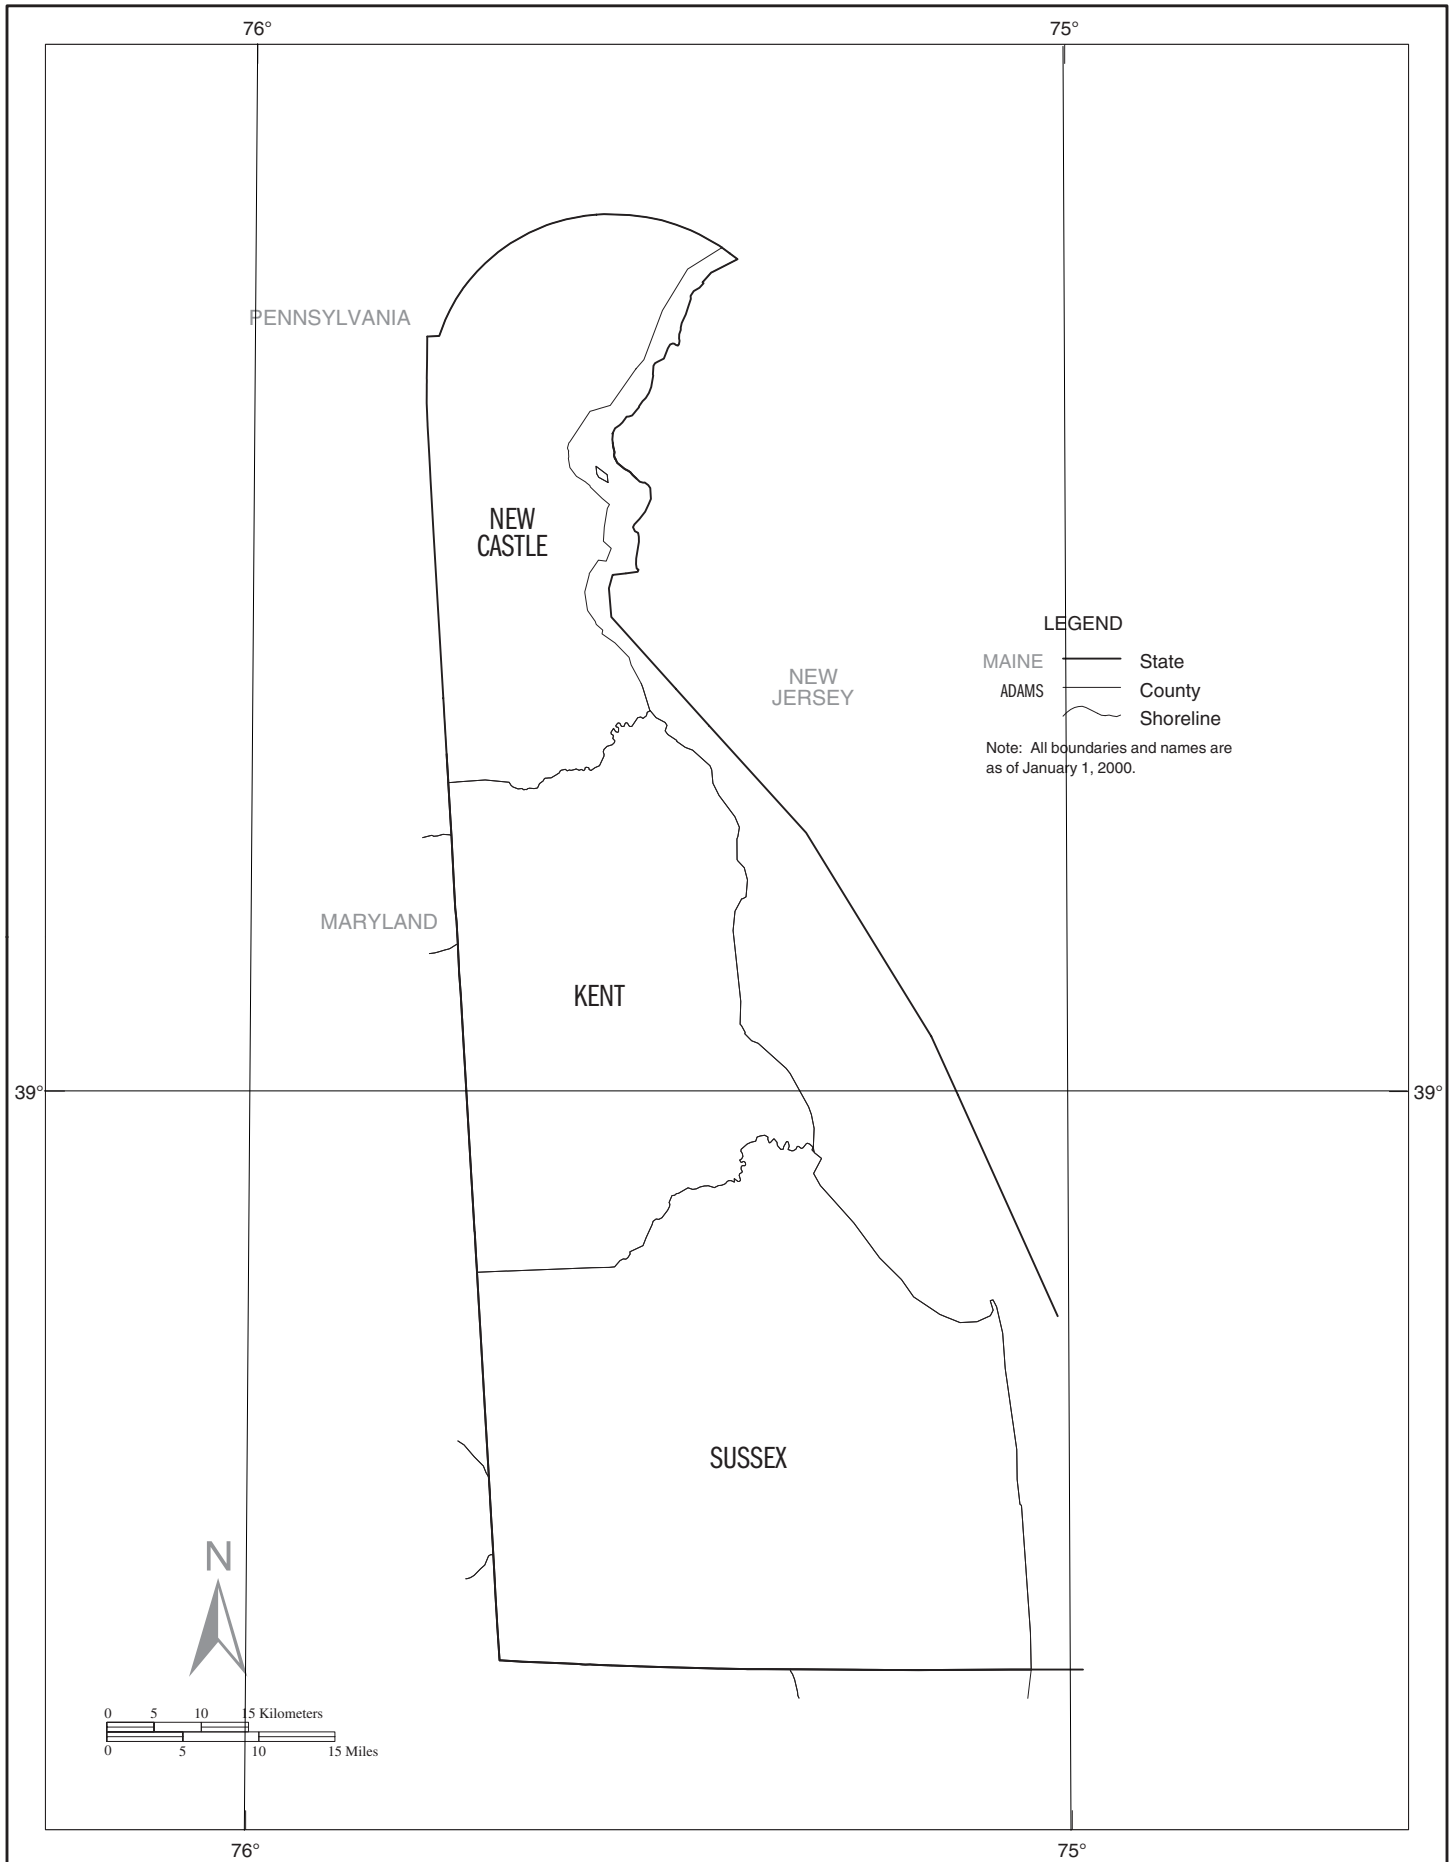 76°
75°
PENNSYLVANIA
NEW
CASTLE
LEGEND
MAINE State
ADAMS County
Shoreline
Note: All boundaries and names are
as of January 1, 2000.
NEW
JERSEY
MARYLAND
KENT
39°
39°
SUSSEX
N
0 5 10 15 Kilometers
0 5 10 15 Miles
76°
75°